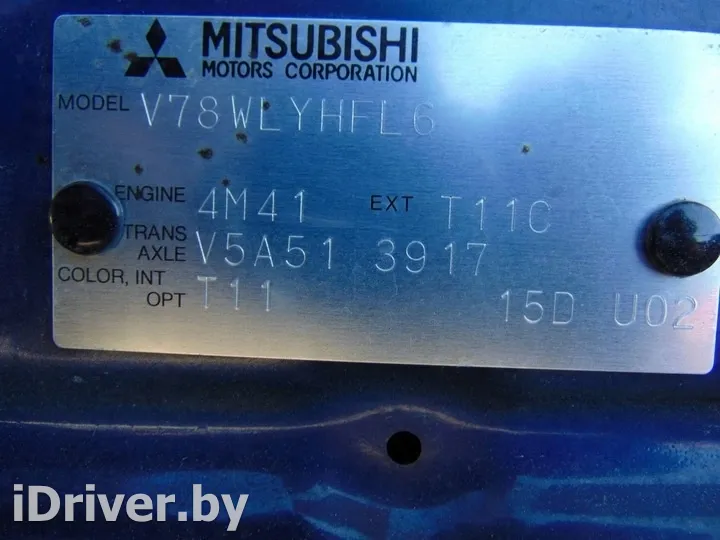 MITSUBISHI
MOTORS CORPORATION
MODEL V78WLYHFL6
ENGINE 4M41 EXT T11C
TRANS
AXLE V5A51 3917
COLOR, INT
OPT T11 15D U02
iDriver.by